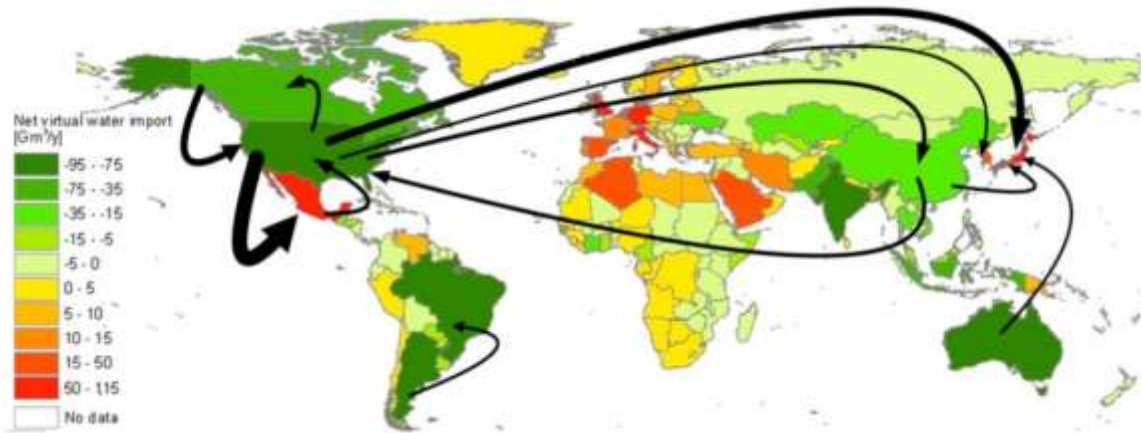 Net virtual water import
[Gm³/y]
-95 - -75
-75 - -35
-35 - -15
-15 - -5
-5 - 0
0 - 5
5 - 10
10 - 15
15 - 50
50 - 115
No data